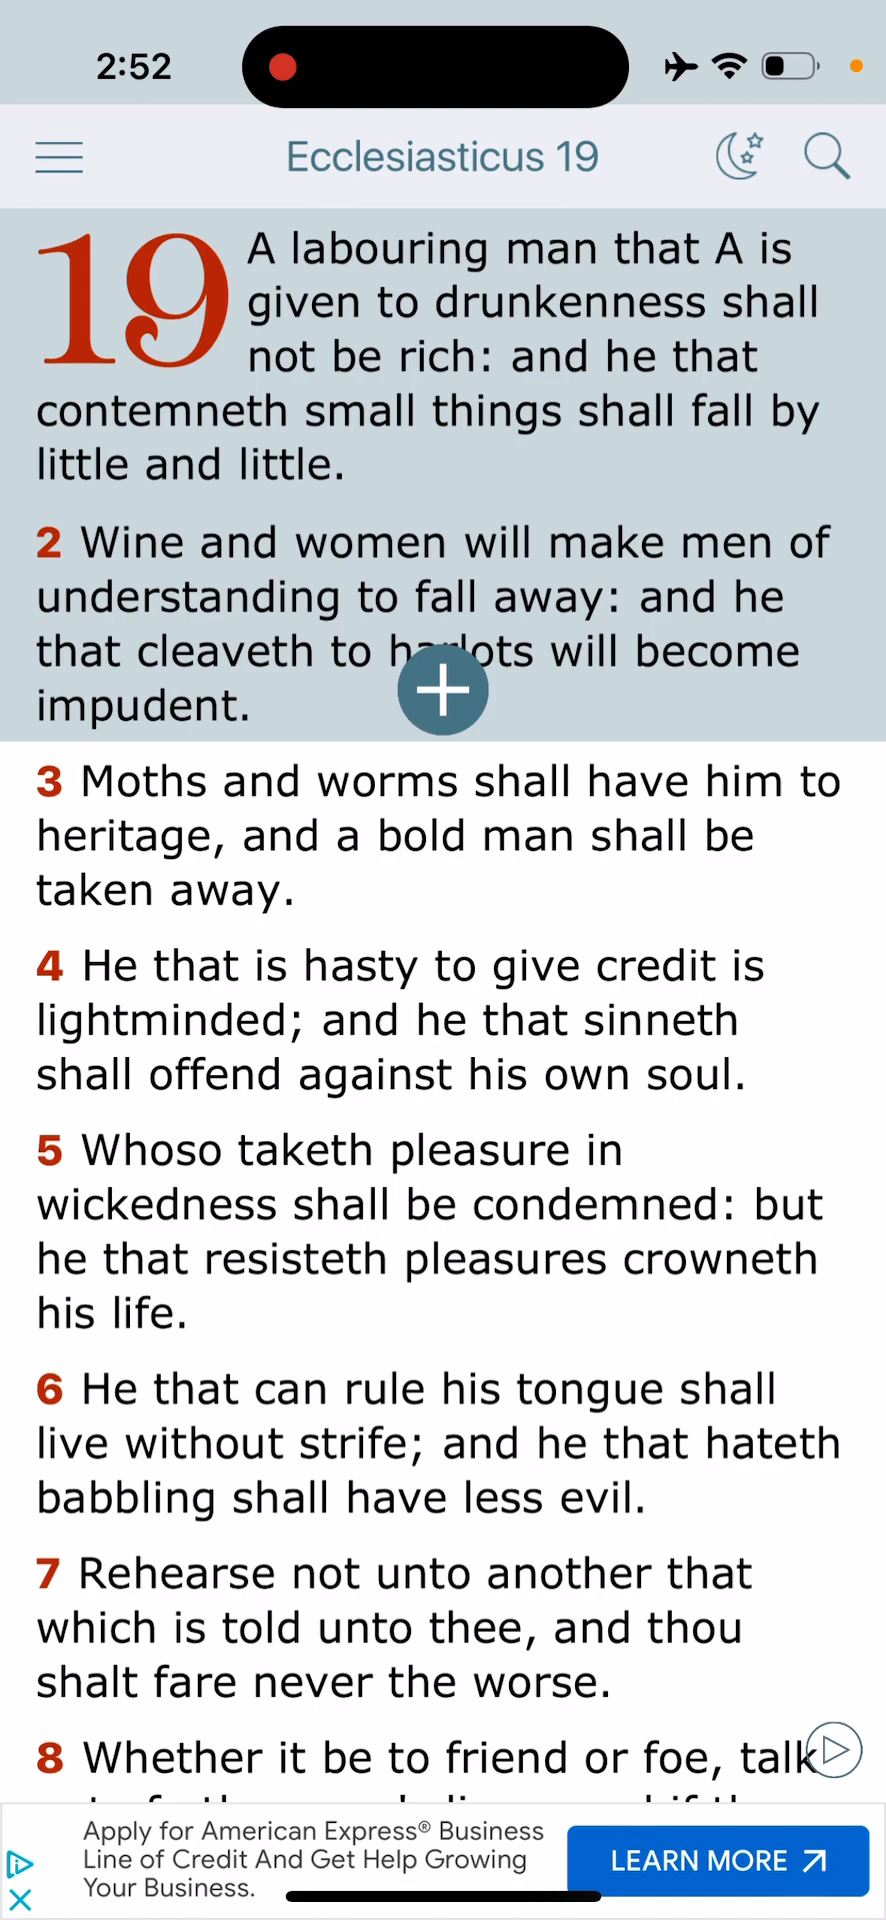 2:52
Ecclesiasticus 19
19 A labouring man that A is
given to drunkenness shall
not be rich: and he that
contemneth small things shall fall by
little and little.
2 Wine and women will make men of
understanding to fall away: and he
that cleaveth to harlots will become
impudent.
3 Moths and worms shall have him to
heritage, and a bold man shall be
taken away.
4 He that is hasty to give credit is
lightminded; and he that sinneth
shall offend against his own soul.
5 Whoso taketh pleasure in
wickedness shall be condemned: but
he that resisteth pleasures crowneth
his life.
6 He that can rule his tongue shall
live without strife; and he that hateth
babbling shall have less evil.
7 Rehearse not unto another that
which is told unto thee, and thou
shalt fare never the worse.
8 Whether it be to friend or foe, talk
Apply for American Express® Business
Line of Credit And Get Help Growing
Your Business.
LEARN MORE